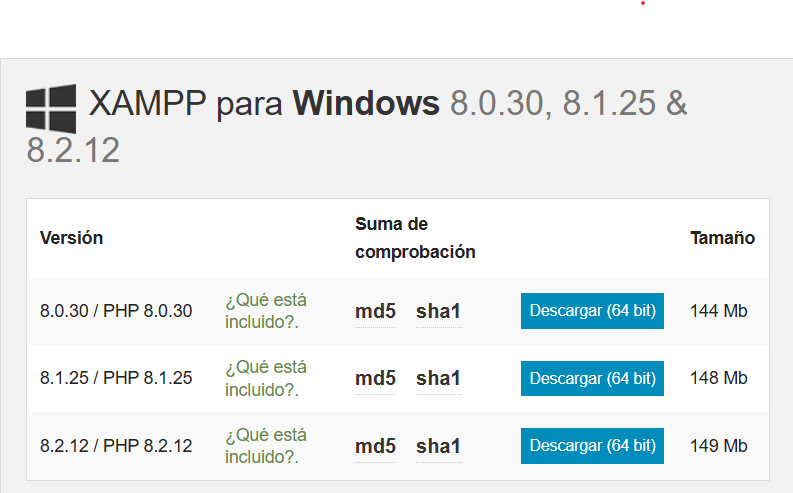 XAMPP para Windows 8.0.30, 8.1.25 &
8.2.12
Versión
Suma de
comprobación
Tamaño
8.0.30 / PHP 8.0.30
¿Qué está
incluido?.
md5 sha1
Descargar (64 bit)
144 Mb
8.1.25 / PHP 8.1.25
¿Qué está
incluido?.
md5 sha1
Descargar (64 bit)
148 Mb
8.2.12 / PHP 8.2.12
¿Qué está
incluido?.
md5 sha1
Descargar (64 bit)
149 Mb